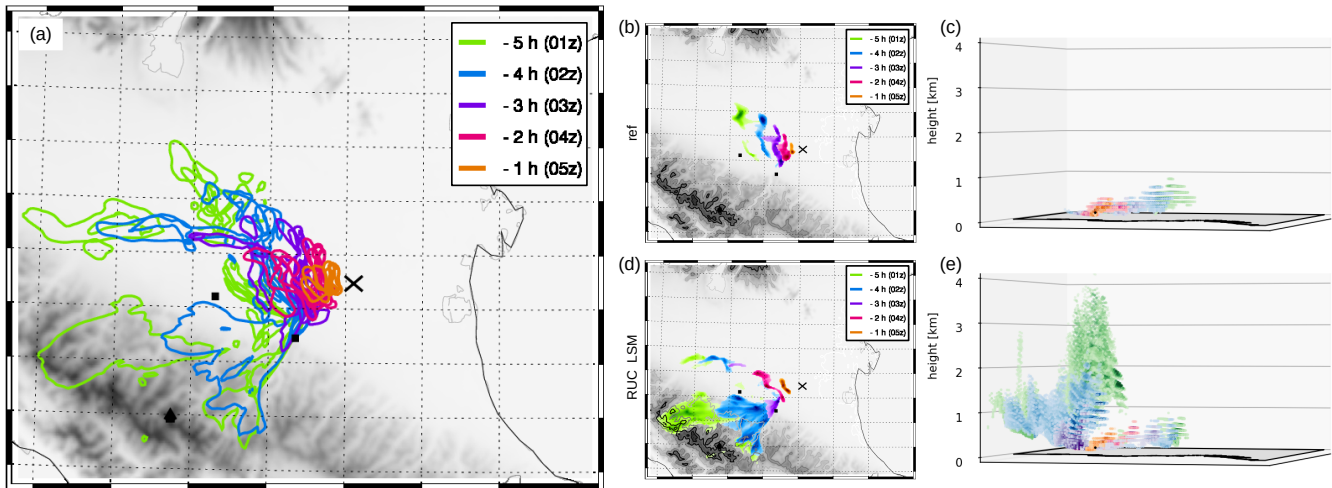 (a)
- 5 h (01z)
- 4 h (02z)
- 3 h (03z)
- 2 h (04z)
- 1 h (05z)
(b)
- 5 h (01z)
- 4 h (02z)
- 3 h (03z)
- 2 h (04z)
- 1 h (05z)
ref
(c)
4
3
2
1
0
height [km]
(d)
- 5 h (01z)
- 4 h (02z)
- 3 h (03z)
- 2 h (04z)
- 1 h (05z)
RUC LSM
(e)
4
3
2
1
0
height [km]